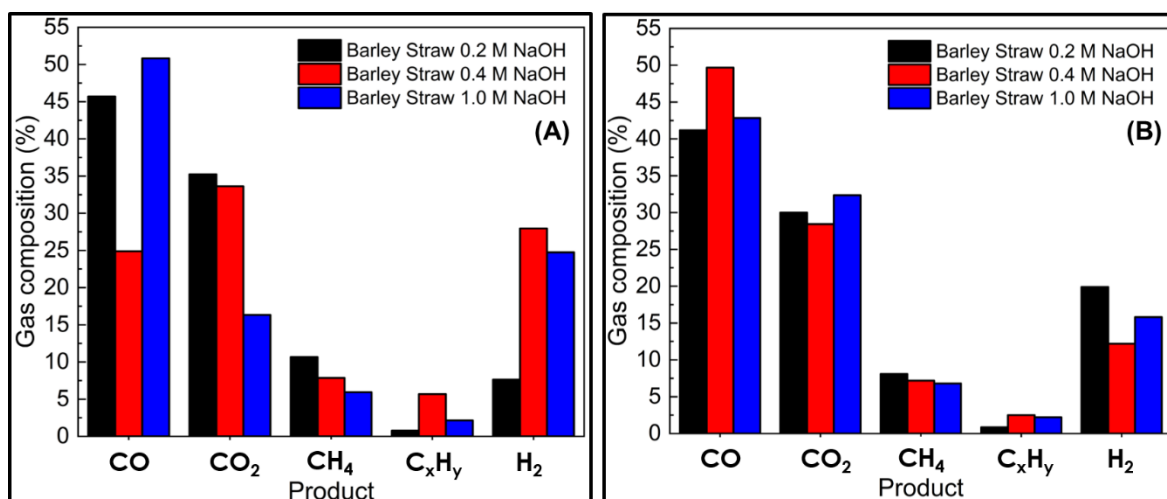 55
50
45
40
35
30
25
20
15
10
5
0
Gas composition (%)
Barley Straw 0.2 M NaOH
Barley Straw 0.4 M NaOH
Barley Straw 1.0 M NaOH
(A)
CO CO₂ CH₄ CₓHᵧ H₂
Product
55
50
45
40
35
30
25
20
15
10
5
0
Gas composition (%)
Barley Straw 0.2 M NaOH
Barley Straw 0.4 M NaOH
Barley Straw 1.0 M NaOH
(B)
CO CO₂ CH₄ CₓHᵧ H₂
Product